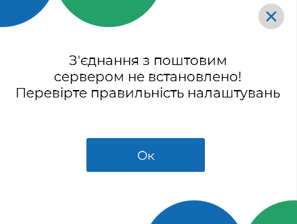 З'єднання з поштовим
сервером не встановлено!
Перевірте правильність налаштувань
Ок